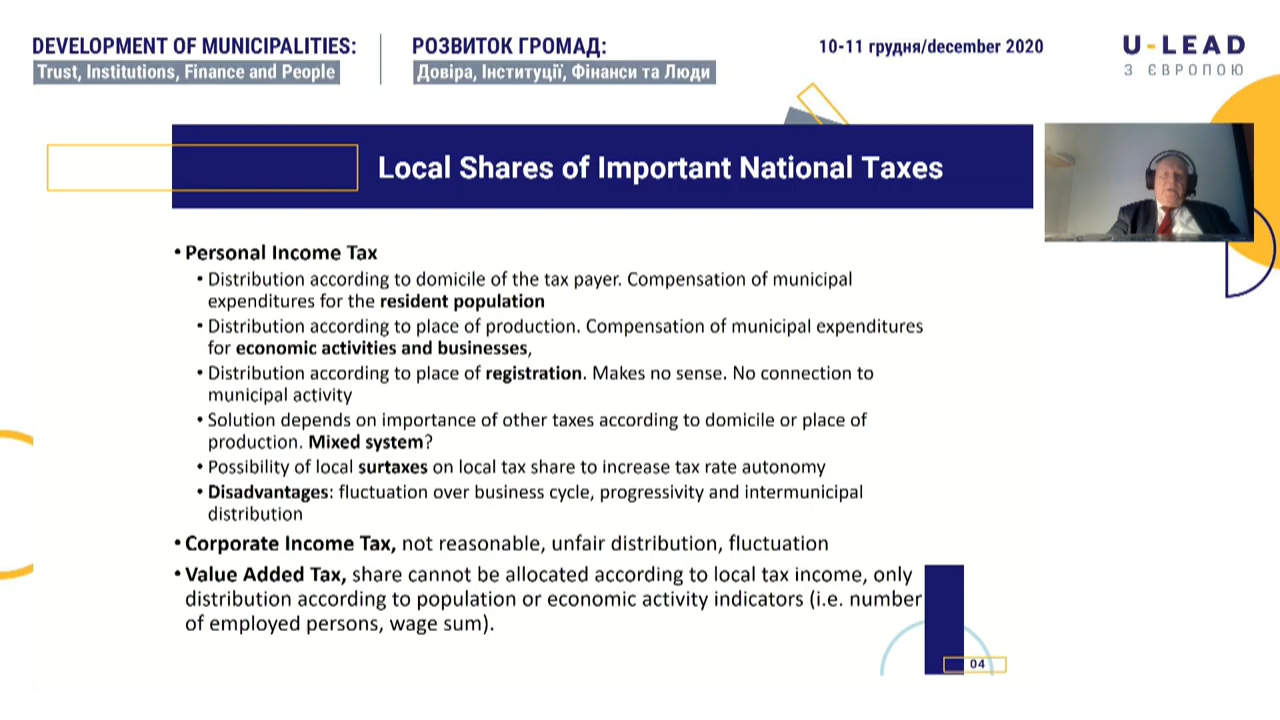 DEVELOPMENT OF MUNICIPALITIES:
Trust, Institutions, Finance and People
РОЗВИТОК ГРОМАД:
Довіра, Інституції, Фінанси та Люди
10-11 грудня/december 2020
U-LEAD
З ЄВРОПОЮ
Local Shares of Important National Taxes
• Personal Income Tax
• Distribution according to domicile of the tax payer. Compensation of municipal
expenditures for the resident population
• Distribution according to place of production. Compensation of municipal expenditures
for economic activities and businesses,
• Distribution according to place of registration. Makes no sense. No connection to
municipal activity
• Solution depends on importance of other taxes according to domicile or place of
production. Mixed system?
• Possibility of local surtaxes on local tax share to increase tax rate autonomy
• Disadvantages: fluctuation over business cycle, progressivity and intermunicipal
distribution
• Corporate Income Tax, not reasonable, unfair distribution, fluctuation
• Value Added Tax, share cannot be allocated according to local tax income, only
distribution according to population or economic activity indicators (i.e. number
of employed persons, wage sum).
04